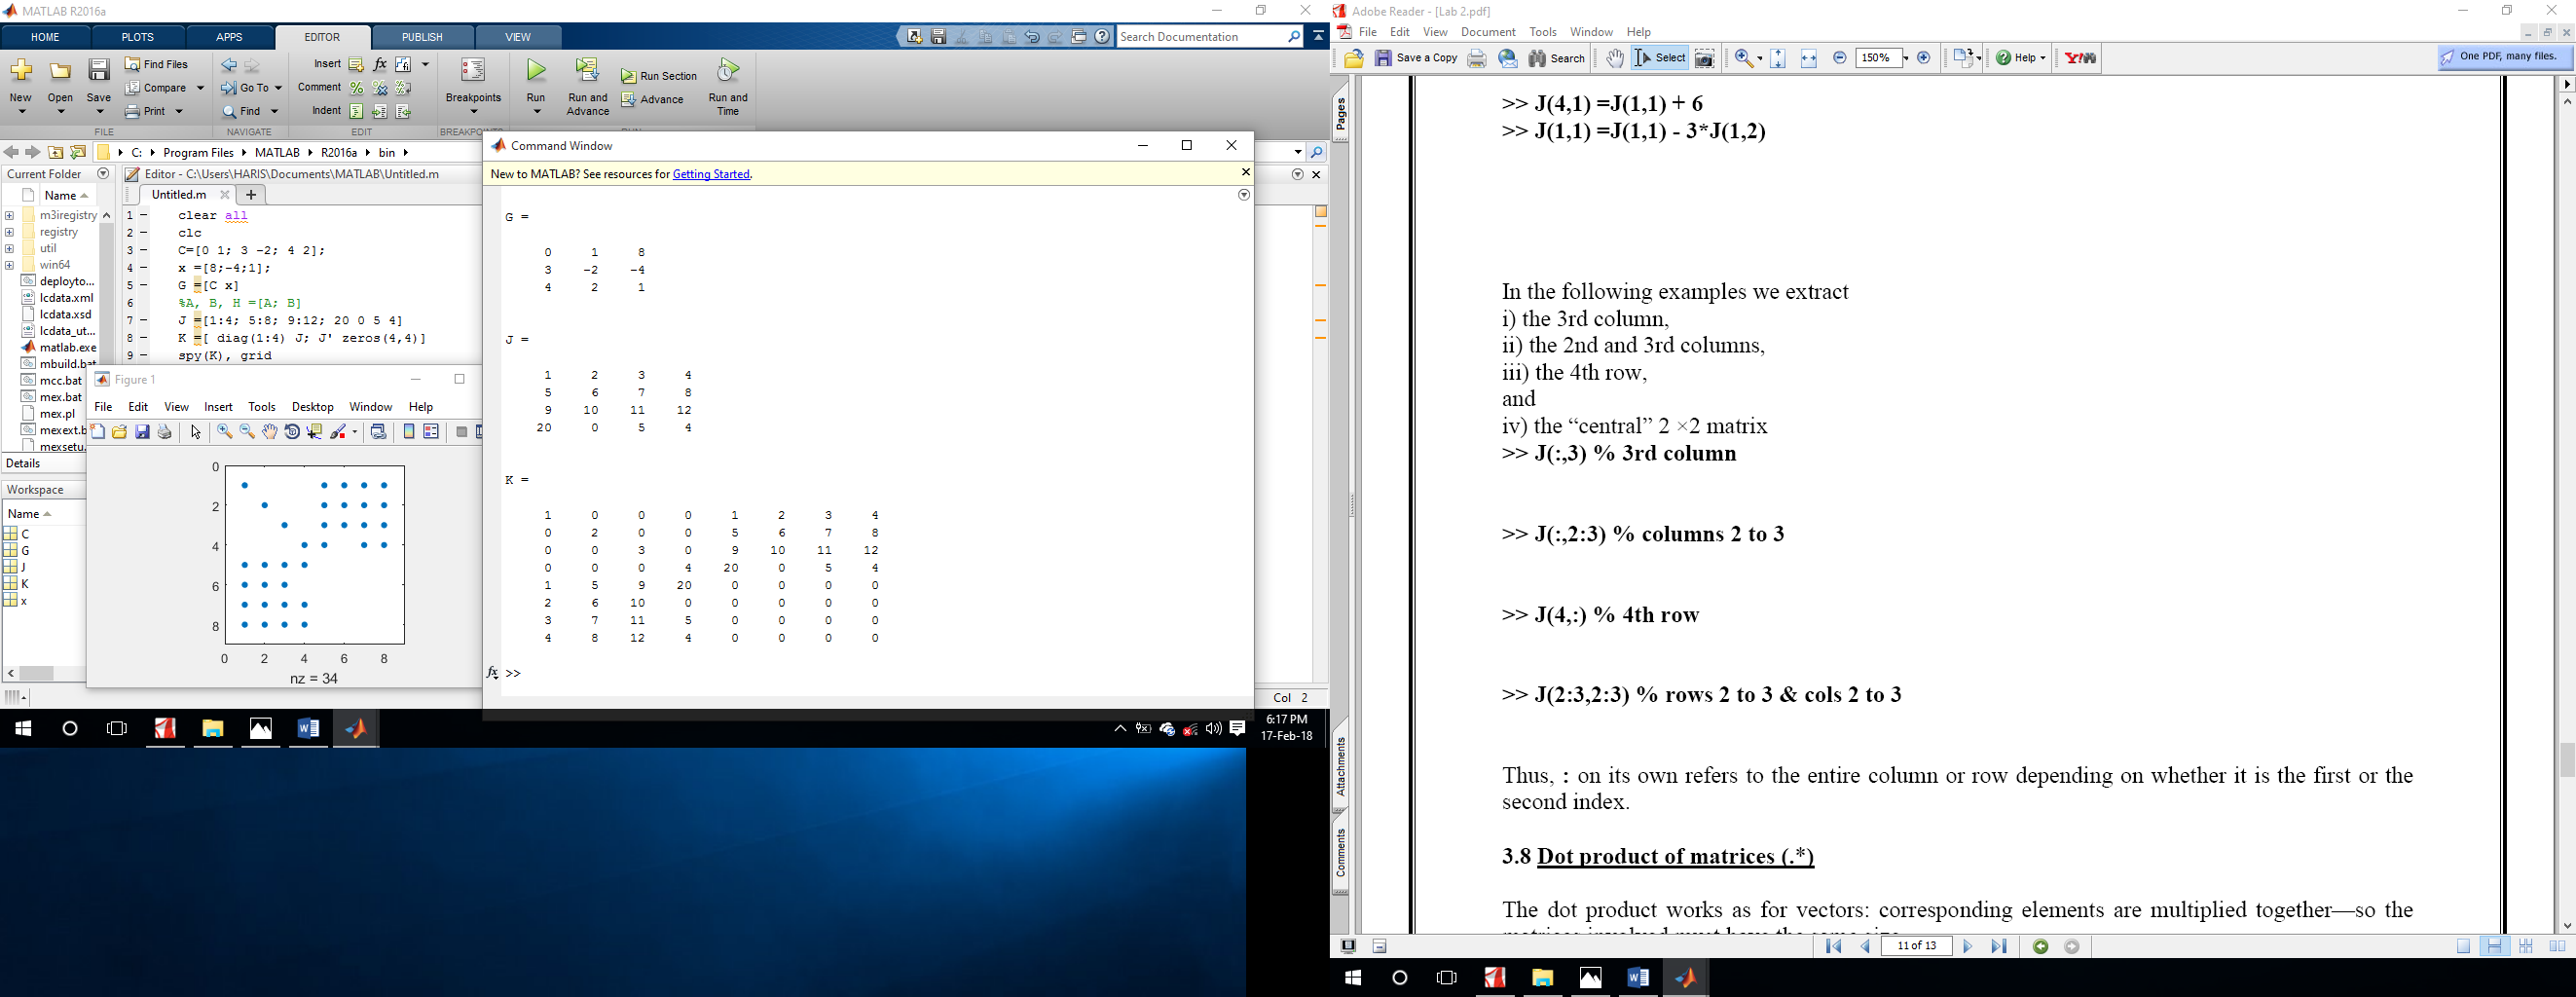 MATLAB R2016a
HOME PLOTS APPS EDITOR PUBLISH VIEW
Search Documentation
New Open Save
Find Files
Compare
Print
Go To
Find
Insert
Comment
Indent
Breakpoints
Run
Run and Advance
Run Section
Advance
Run and Time
FILE NAVIGATE EDIT
C: Program Files MATLAB R2016a bin
Current Folder
Name
m3iregistry
registry
util
win64
deployto...
lcdata.xml
lcdata.xsd
lcdata_ut...
matlab.exe
mbuild.bat
mcc.bat
mex.bat
mex.pl
mexext.b
mexsetu.
Details
Workspace
Name
C
G
J
K
x
Editor - C:\Users\HARIS\Documents\MATLAB\Untitled.m
Untitled.m
1 – clear all
2 – clc
3 – C=[0 1; 3 -2; 4 2];
4 – x =[8;-4;1];
5 – G =[C x]
6 %A, B, H =[A; B]
7 – J =[1:4; 5:8; 9:12; 20 0 5 4]
8 – K =[ diag(1:4) J; J' zeros(4,4)]
9 – spy(K), grid
Figure 1
File Edit View Insert Tools Desktop Window Help
0
2
4
6
8
0 2 4 6 8
nz = 34
Command Window
New to MATLAB? See resources for Getting Started.
G =
0 1 8
3 -2 -4
4 2 1
J =
1 2 3 4
5 6 7 8
9 10 11 12
20 0 5 4
K =
1 0 0 0 1 2 3 4
0 2 0 0 5 6 7 8
0 0 3 0 9 10 11 12
0 0 0 4 20 0 5 4
1 5 9 20 0 0 0 0
2 6 10 0 0 0 0 0
3 7 11 5 0 0 0 0
4 8 12 4 0 0 0 0
fx >>
Col 2
6:17 PM
17-Feb-18
Adobe Reader - [Lab 2.pdf]
File Edit View Document Tools Window Help
Save a Copy Search Select 150% Help Y!
One PDF, many files.
Pages
Attachments
Comments
>> J(4,1) =J(1,1) + 6
>> J(1,1) =J(1,1) - 3*J(1,2)
In the following examples we extract
i) the 3rd column,
ii) the 2nd and 3rd columns,
iii) the 4th row,
and
iv) the “central” 2 ×2 matrix
>> J(:,3) % 3rd column
>> J(:,2:3) % columns 2 to 3
>> J(4,:) % 4th row
>> J(2:3,2:3) % rows 2 to 3 & cols 2 to 3
Thus, : on its own refers to the entire column or row depending on whether it is the first or the
second index.
3.8 Dot product of matrices (.*)
The dot product works as for vectors: corresponding elements are multiplied together—so the
11 of 13